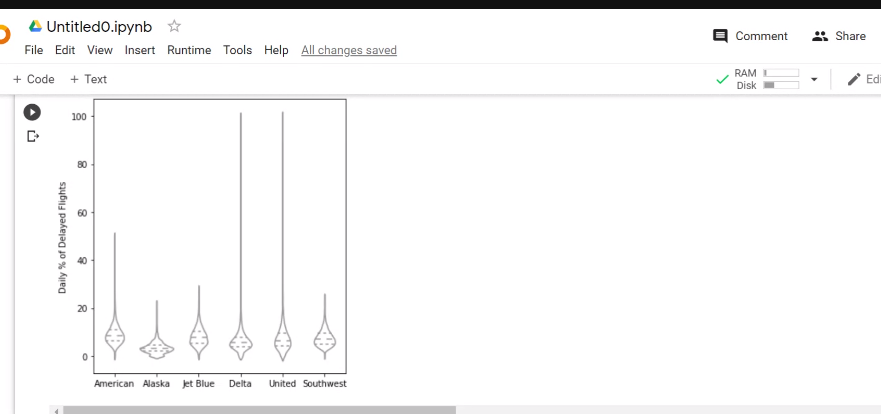 Untitled0.ipynb
File Edit View Insert Runtime Tools Help All changes saved
Comment Share
+ Code + Text
RAM
Disk
Edi
100
80
60
40
20
0
Daily % of Delayed Flights
American Alaska Jet Blue Delta United Southwest